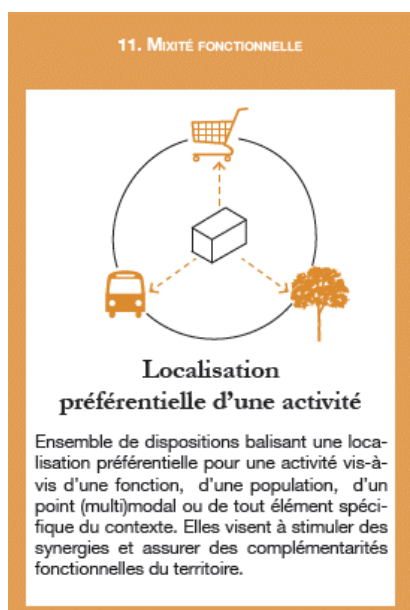 11. MIXITÉ FONCTIONNELLE
Localisation
préférentielle d'une activité
Ensemble de dispositions balisant une loca-
lisation préférentielle pour une activité vis-à-
vis d'une fonction, d'une population, d'un
point (multi)modal ou de tout élément spéci-
fique du contexte. Elles visent à stimuler des
synergies et assurer des complémentarités
fonctionnelles du territoire.